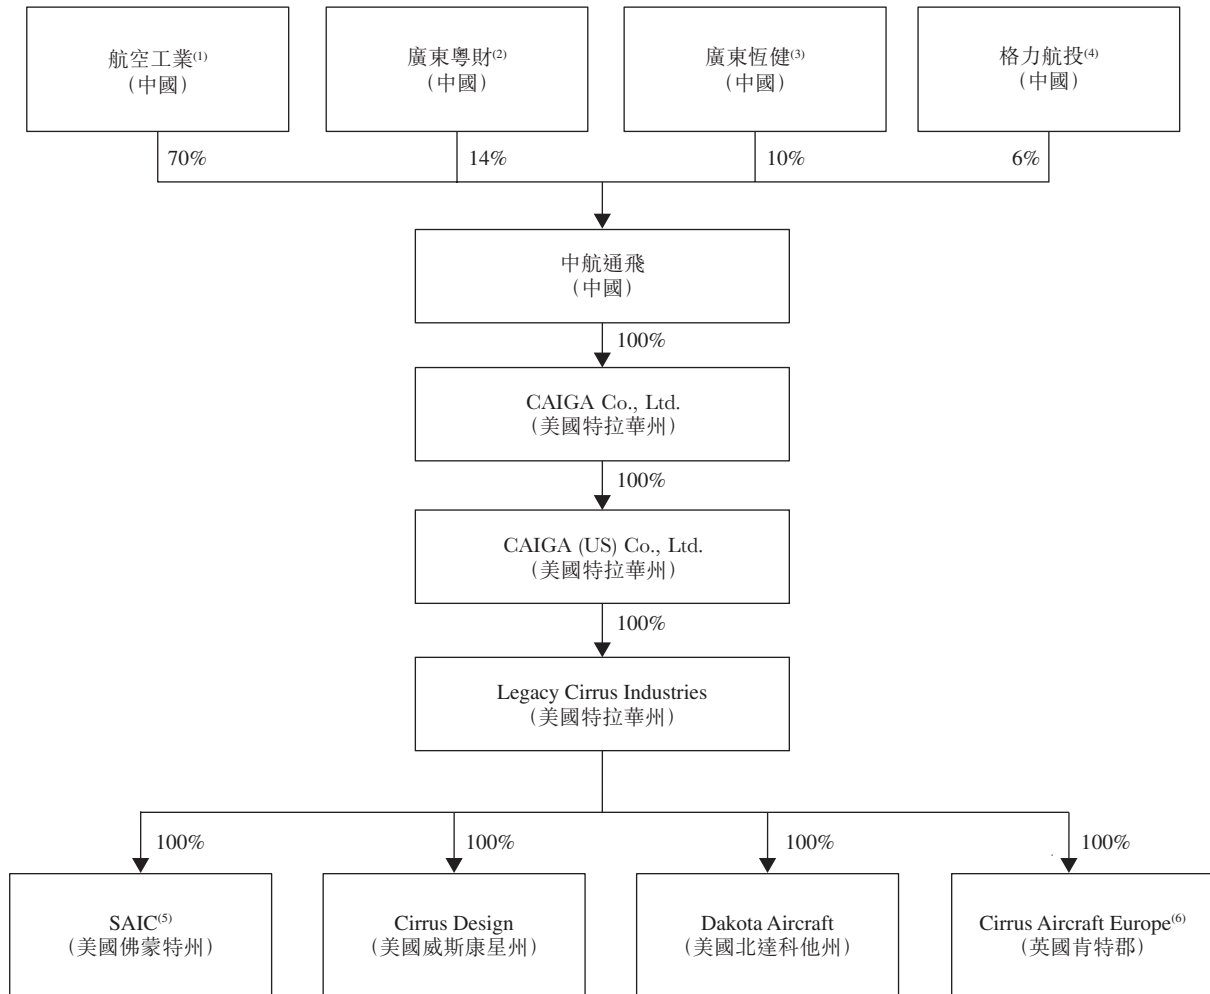 航空工業(1)
（中國）
廣東粵財(2)
（中國）
廣東恆健(3)
（中國）
格力航投(4)
（中國）
70%
14%
10%
6%
中航通飛
（中國）
100%
CAIGA Co., Ltd.
（美國特拉華州）
100%
CAIGA (US) Co., Ltd.
（美國特拉華州）
100%
Legacy Cirrus Industries
（美國特拉華州）
100%
100%
100%
100%
SAIC(5)
（美國佛蒙特州）
Cirrus Design
（美國威斯康星州）
Dakota Aircraft
（美國北達科他州）
Cirrus Aircraft Europe(6)
（英國肯特郡）